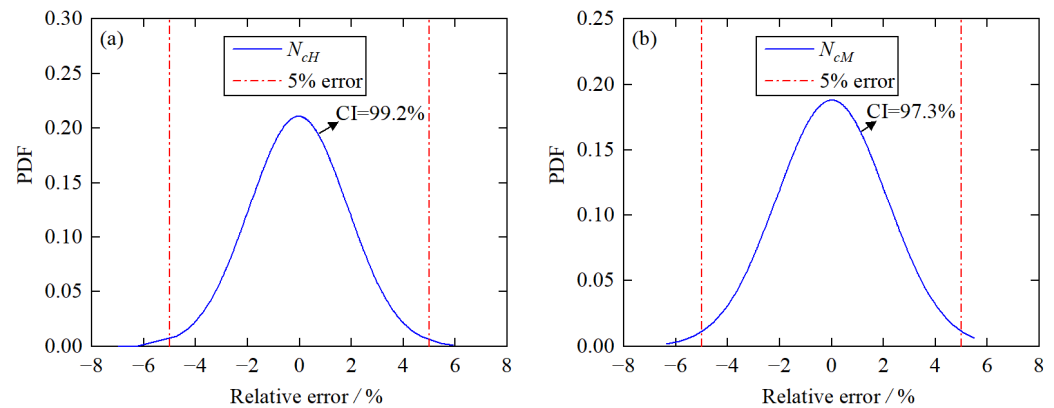 (a)
N_cH
5% error
CI=99.2%
PDF
0.30
0.25
0.20
0.15
0.10
0.05
0.00
−8 −6 −4 −2 0 2 4 6 8
Relative error / %
(b)
N_cM
5% error
CI=97.3%
PDF
0.25
0.20
0.15
0.10
0.05
0.00
−8 −6 −4 −2 0 2 4 6 8
Relative error / %